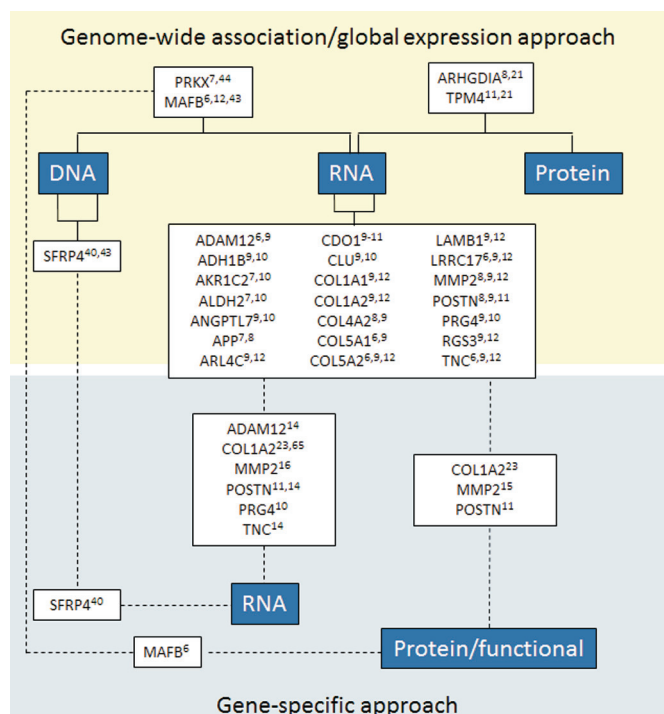 Genome-wide association/global expression approach
PRKX7,44
MAFB6,12,43
ARHGDIA8,21
TPM411,21
DNA
RNA
Protein
SFRP440,43
ADAM126,9
ADH1B9,10
AKR1C27,10
ALDH27,10
ANGPTL79,10
APP7,8
ARL4C9,12
CDO19-11
CLU9,10
COL1A19,12
COL1A29,12
COL4A28,9
COL5A16,9
COL5A26,9,12
LAMB19,12
LRRC176,9,12
MMP28,9,12
POSTN8,9,11
PRG49,10
RGS39,12
TNC6,9,12
ADAM1214
COL1A223,65
MMP216
POSTN11,14
PRG410
TNC14
COL1A223
MMP215
POSTN11
SFRP440
RNA
MAFB6
Protein/functional
Gene-specific approach